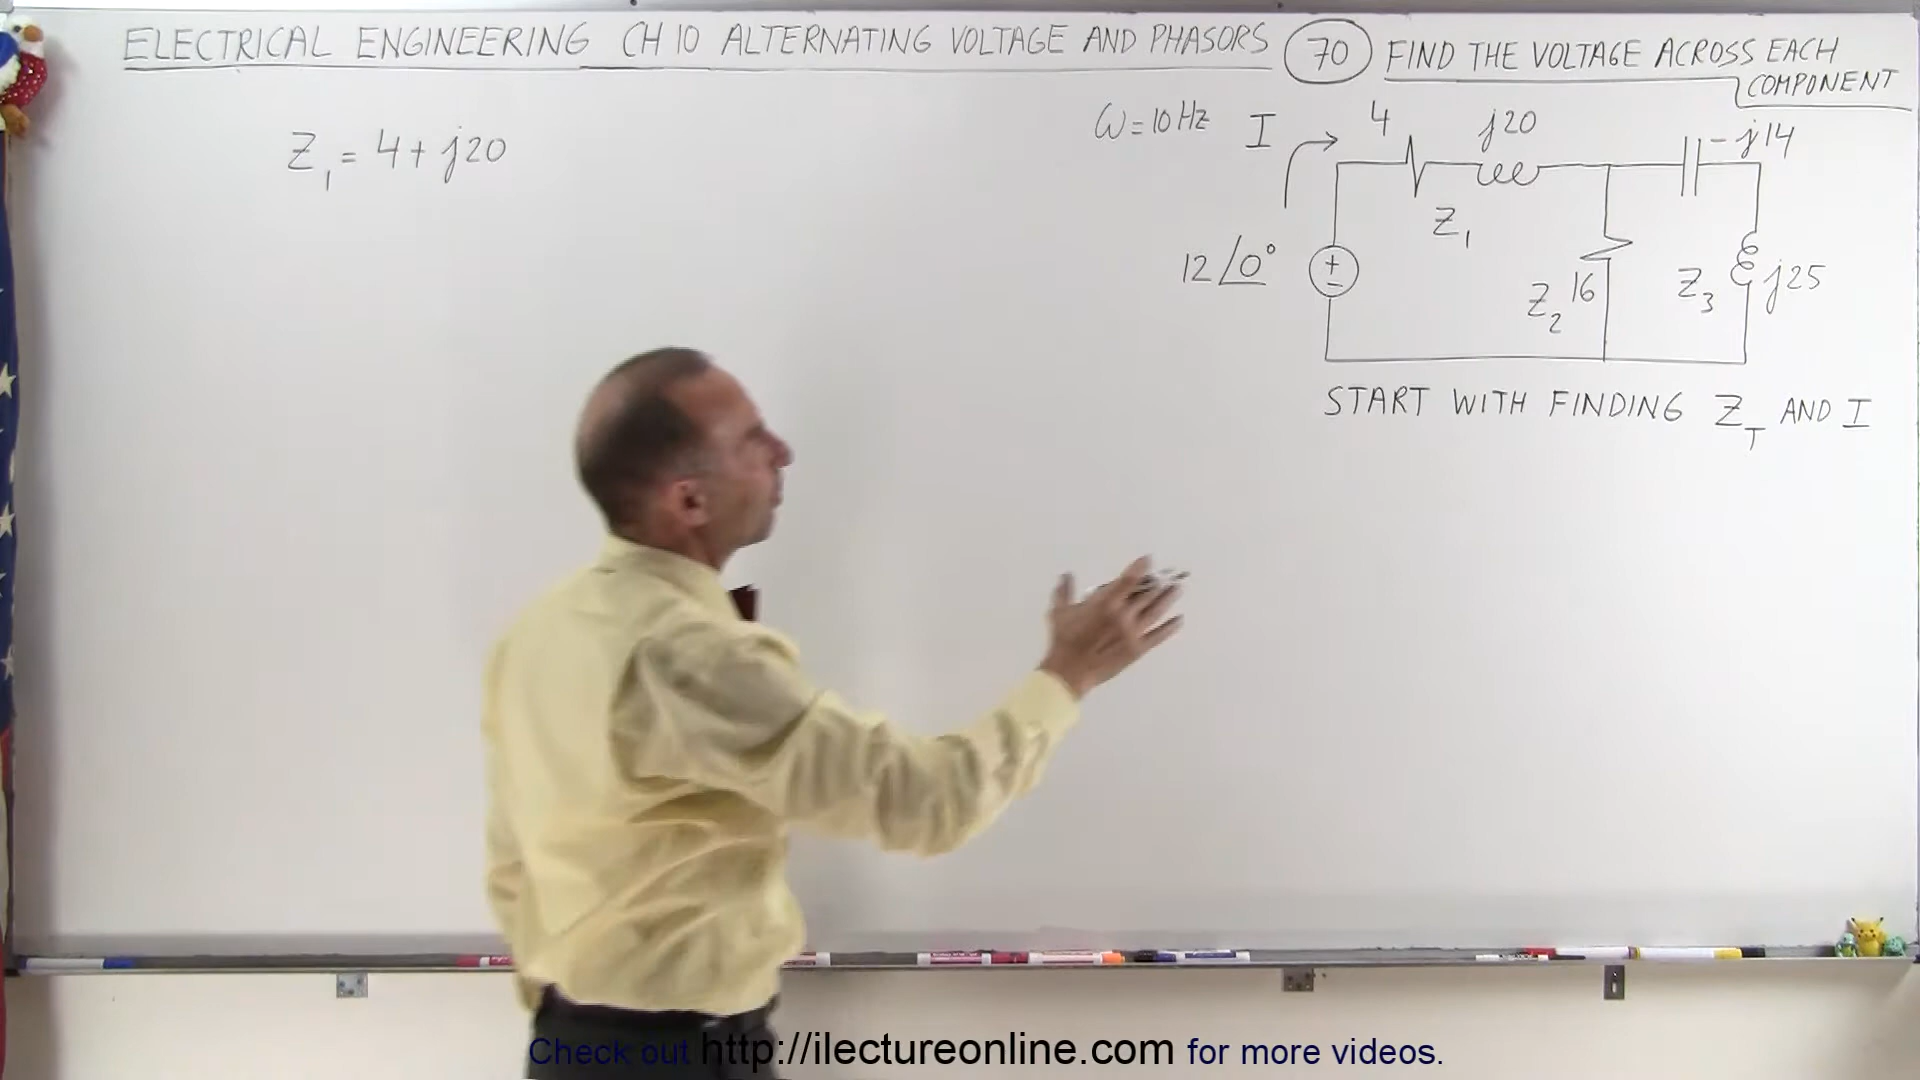 ELECTRICAL ENGINEERING CH 10 ALTERNATING VOLTAGE AND PHASORS 70 FIND THE VOLTAGE ACROSS EACH
COMPONENT
Z1 = 4 + j20
ω = 10 Hz I 4 j20 -j14
Z1
12∠0° + −
Z2 16 Z3 j25
START WITH FINDING ZT AND I
Check out http://ilectureonline.com for more videos.